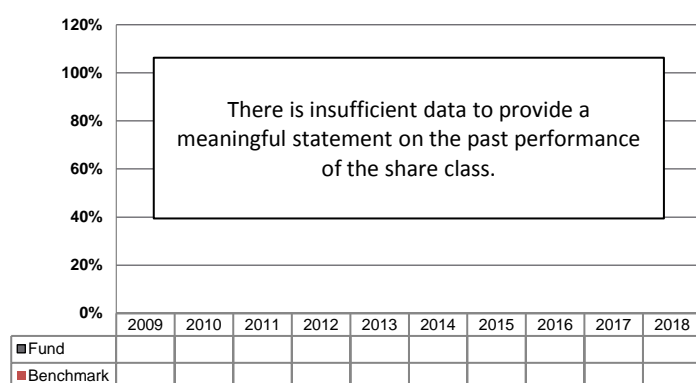 120%
100%
80%
60%
40%
20%
0%
There is insufficient data to provide a
meaningful statement on the past performance
of the share class.
2009 2010 2011 2012 2013 2014 2015 2016 2017 2018
Fund
Benchmark